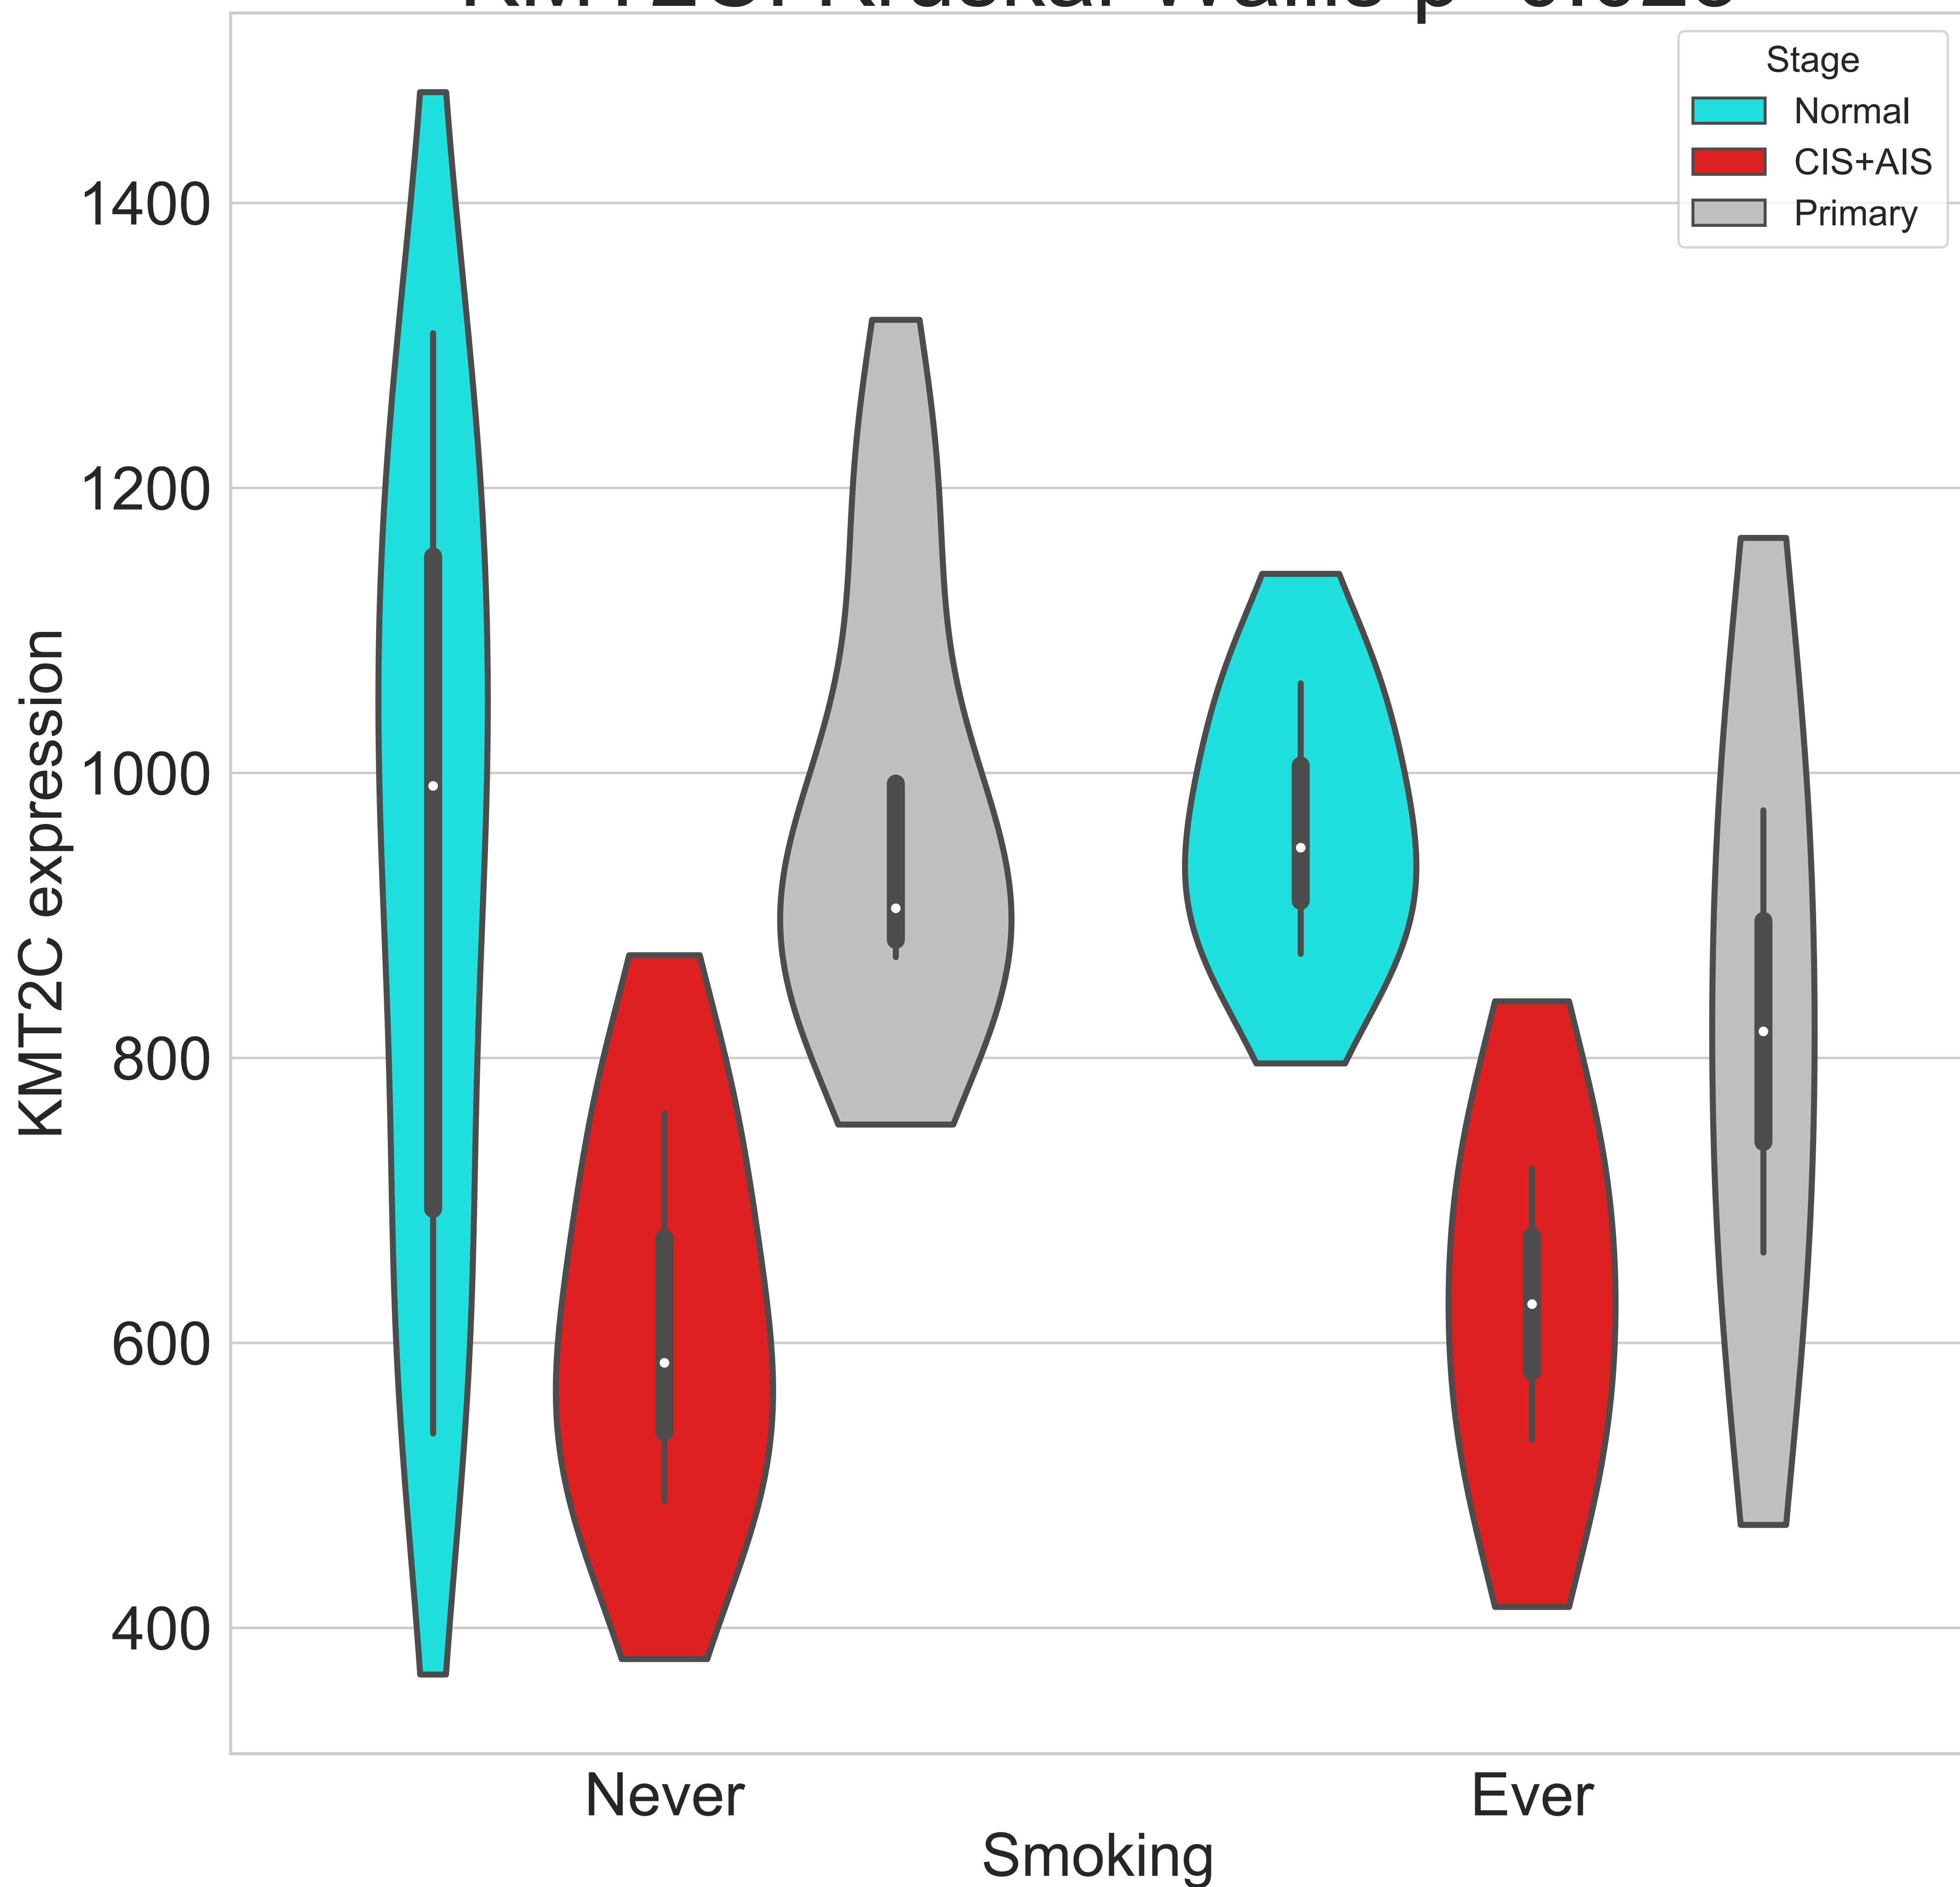 Stage
Normal
CIS+AIS
Primary
1400
1200
1000
800
600
400
KMT2C expression
Never
Ever
Smoking